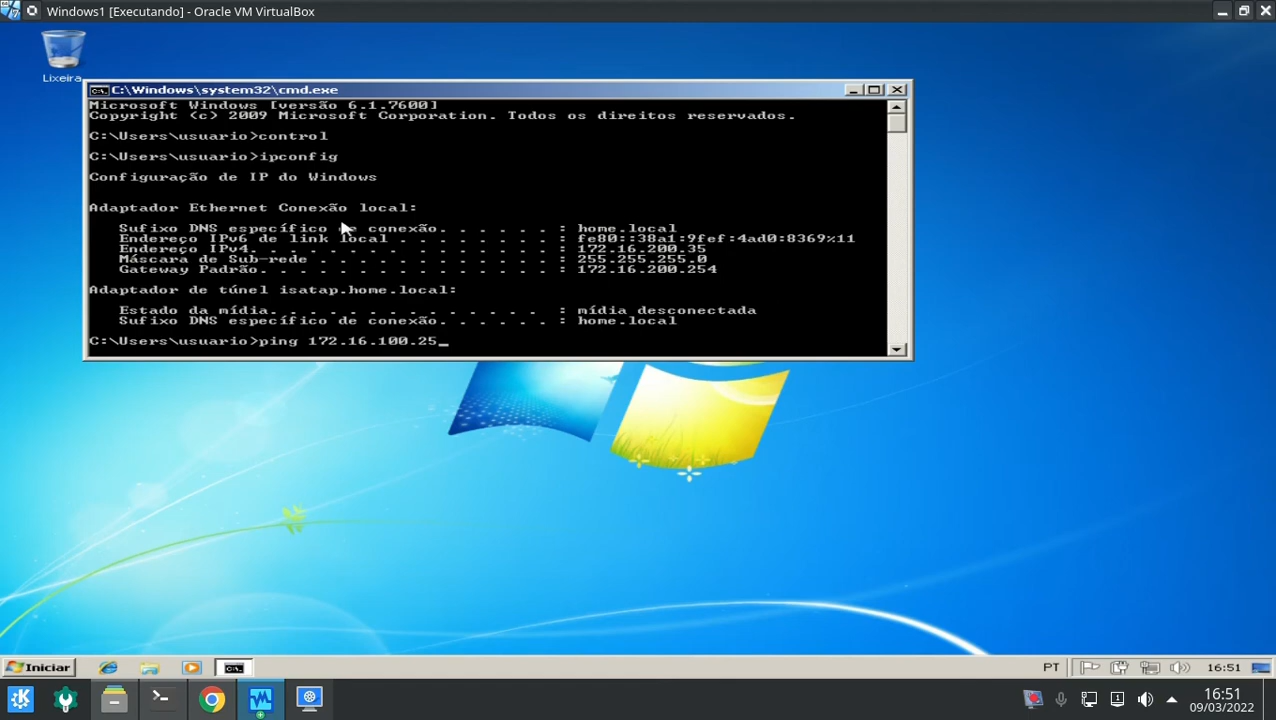 Windows1 [Executando] - Oracle VM VirtualBox
Lixeira
C:\Windows\system32\cmd.exe
Microsoft Windows [versão 6.1.7600]
Copyright (c) 2009 Microsoft Corporation. Todos os direitos reservados.
C:\Users\usuario>control
C:\Users\usuario>ipconfig
Configuração de IP do Windows
Adaptador Ethernet Conexão local:
Sufixo DNS específico de conexão. . . . . . : home.local
Endereço IPv6 de link local . . . . . . . . : fe80::38a1:9fef:4ad0:8369%11
Endereço IPv4. . . . . . . . . . . . . . . : 172.16.200.35
Máscara de Sub-rede . . . . . . . . . . . . : 255.255.255.0
Gateway Padrão. . . . . . . . . . . . . . . : 172.16.200.254
Adaptador de túnel isatap.home.local:
Estado da mídia. . . . . . . . . . . . . . : mídia desconectada
Sufixo DNS específico de conexão. . . . . . : home.local
C:\Users\usuario>ping 172.16.100.25_
Iniciar
PT
16:51
16:51
09/03/2022